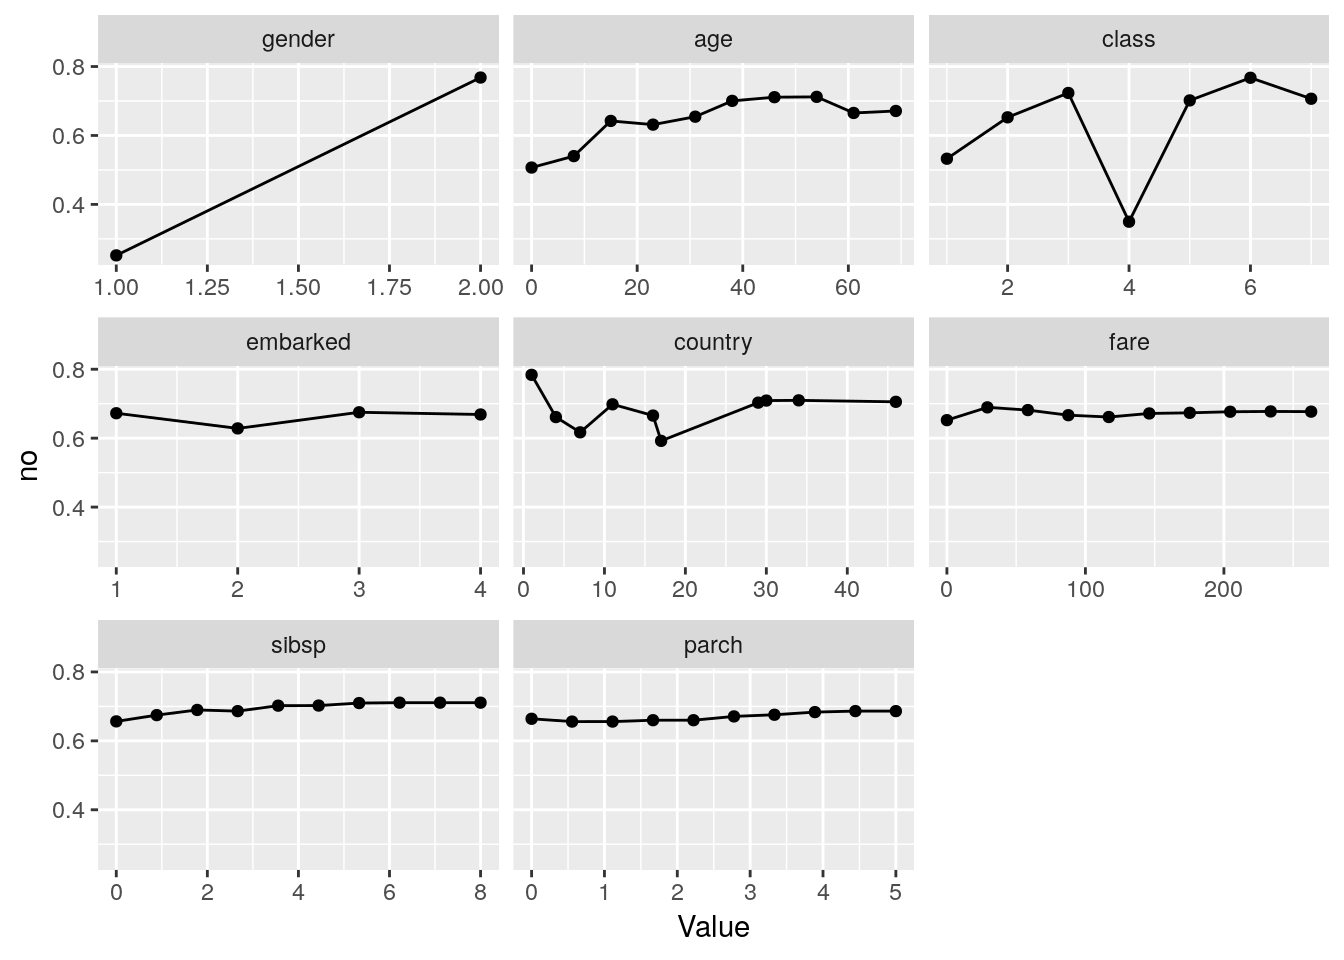 gender age class
0.8
0.6
0.4
1.00 1.25 1.50 1.75 2.00 0 20 40 60 2 4 6
embarked country fare
0.8
0.6
0.4
1 2 3 4 0 10 20 30 40 0 100 200
no
sibsp parch
0.8
0.6
0.4
0 2 4 6 8 0 1 2 3 4 5
Value